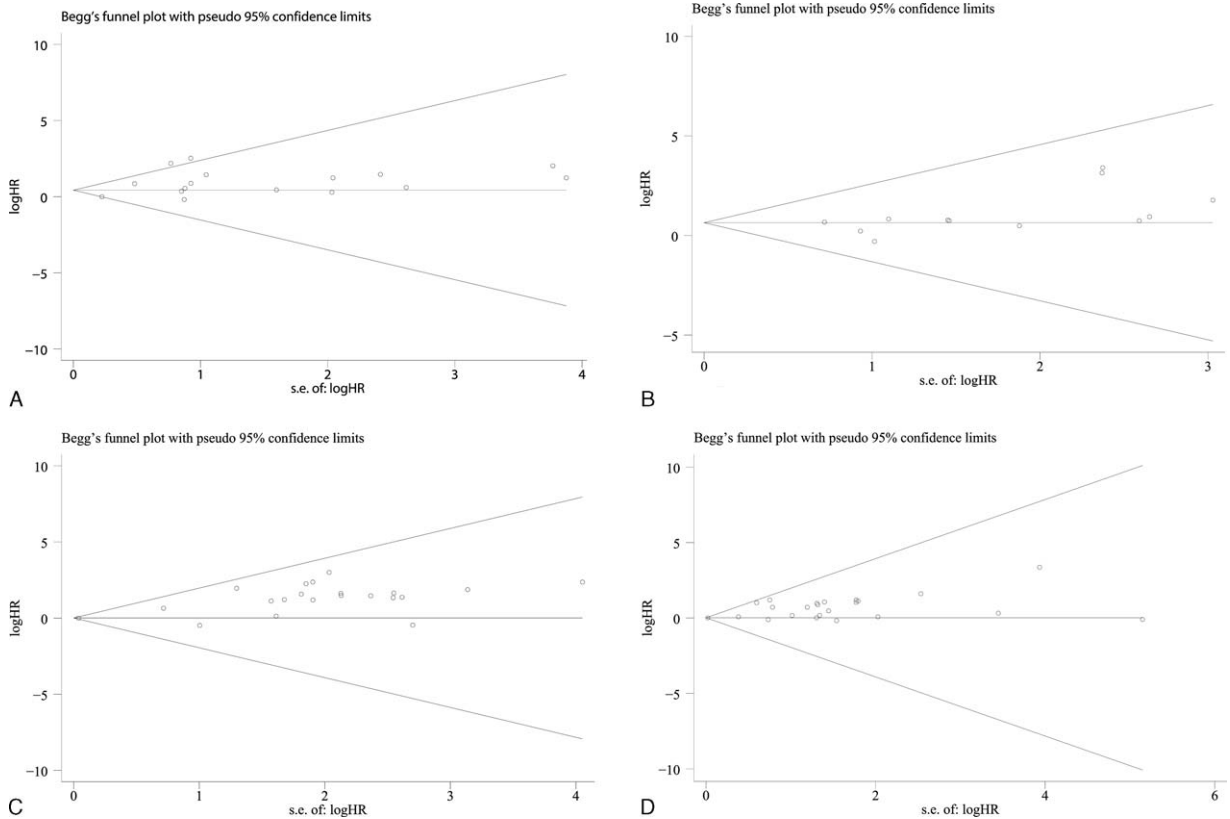 Begg's funnel plot with pseudo 95% confidence limits
10
5
0
−5
−10
logHR
0 1 2 3 4
s.e. of: logHR
A
Begg's funnel plot with pseudo 95% confidence limits
10
5
0
−5
logHR
0 1 2 3
s.e. of: logHR
B
Begg's funnel plot with pseudo 95% confidence limits
10
5
0
−5
−10
logHR
0 1 2 3 4
s.e. of: logHR
C
Begg's funnel plot with pseudo 95% confidence limits
10
5
0
−5
−10
logHR
0 2 4 6
s.e. of: logHR
D